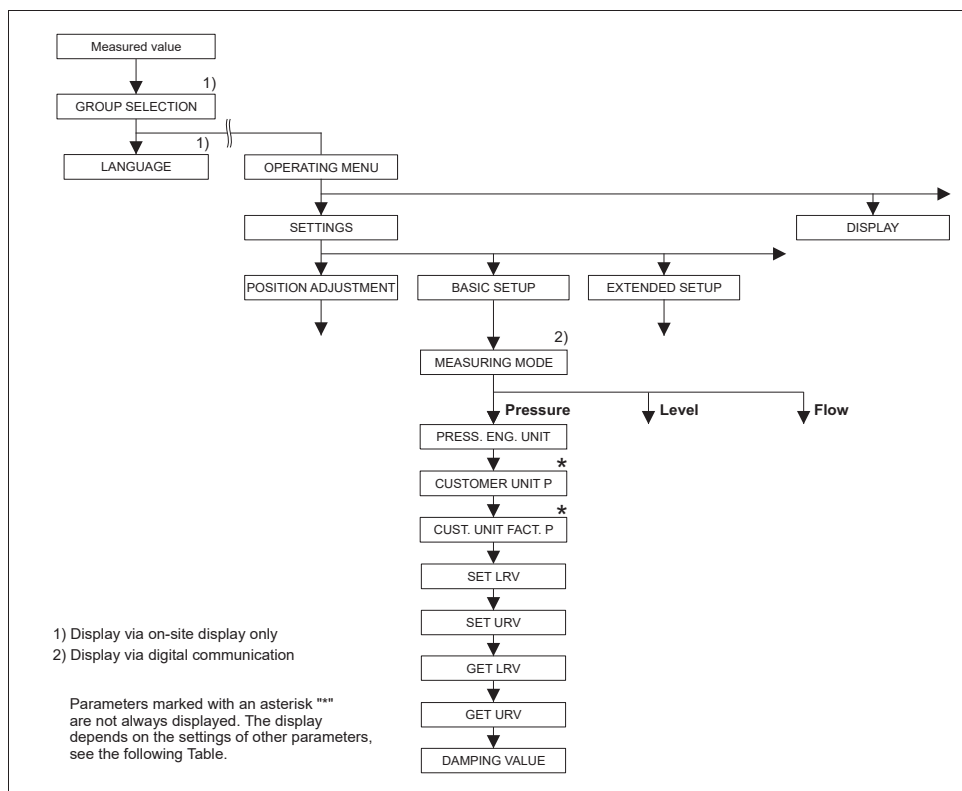 Measured value
1)
GROUP SELECTION
1)
LANGUAGE
OPERATING MENU
SETTINGS
DISPLAY
POSITION ADJUSTMENT
BASIC SETUP
EXTENDED SETUP
2)
MEASURING MODE
Pressure
Level
Flow
PRESS. ENG. UNIT
*
CUSTOMER UNIT P
*
CUST. UNIT FACT. P
SET LRV
SET URV
GET LRV
GET URV
DAMPING VALUE
1) Display via on-site display only
2) Display via digital communication
Parameters marked with an asterisk "*"
are not always displayed. The display
depends on the settings of other parameters,
see the following Table.